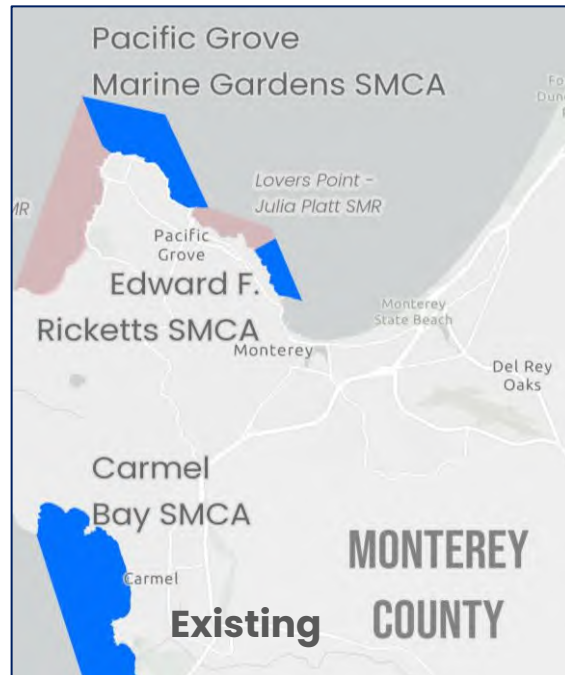 Pacific Grove
Marine Gardens SMCA
Lovers Point -
Julia Platt SMR
MR
Pacific
Grove
Edward F.
Ricketts SMCA
Monterey
State Beach
Monterey
Del Rey
Oaks
Carmel
Bay SMCA
MONTEREY
COUNTY
Carmel
Existing